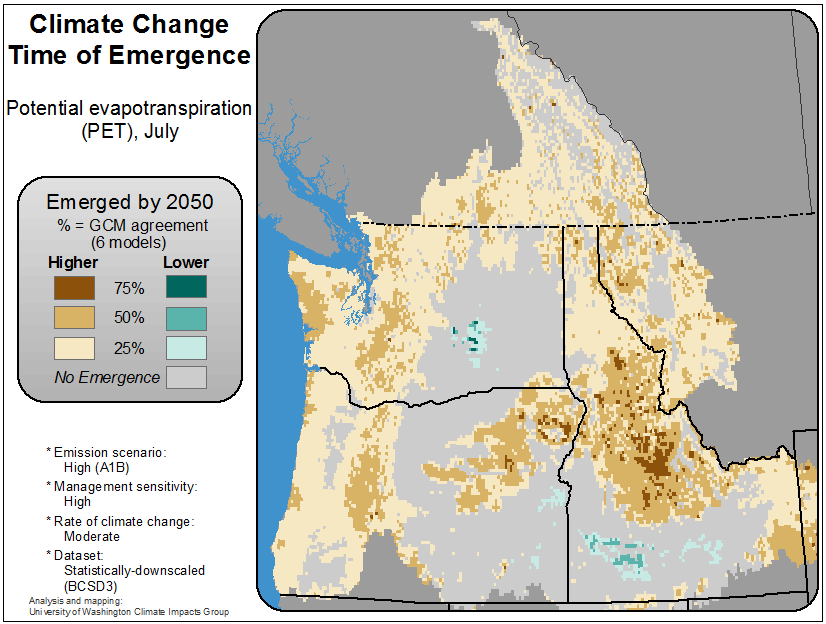 Climate Change
Time of Emergence
Potential evapotranspiration
(PET), July
Emerged by 2050
% = GCM agreement
(6 models)
Higher Lower
75%
50%
25%
No Emergence
* Emission scenario:
High (A1B)
* Management sensitivity:
High
* Rate of climate change:
Moderate
* Dataset:
Statistically-downscaled
(BCSD3)
Analysis and mapping:
University of Washington Climate Impacts Group